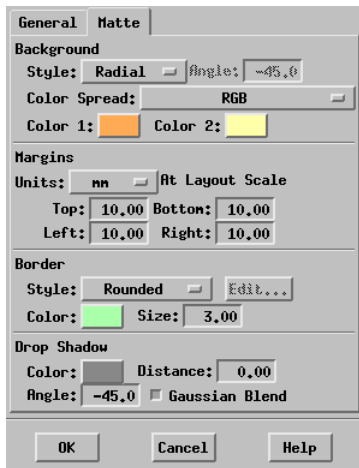 General Matte
Background
Style: Radial Angle: -45.0
Color Spread: RGB
Color 1: Color 2:
Margins
Units: mm At Layout Scale
Top: 10.00 Bottom: 10.00
Left: 10.00 Right: 10.00
Border
Style: Rounded Edit...
Color: Size: 3.00
Drop Shadow
Color: Distance: 0.00
Angle: -45.0 Gaussian Blend
OK Cancel Help